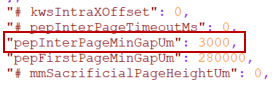 "# kwsIntraXOffset": 0,
"# pepInterPageTimeoutMs": 0,
"pepInterPageMinGapUm": 3000,
"pepFirstPageMinGapUm": 280000,
"# mmSacrificialPageHeightUm": 0,